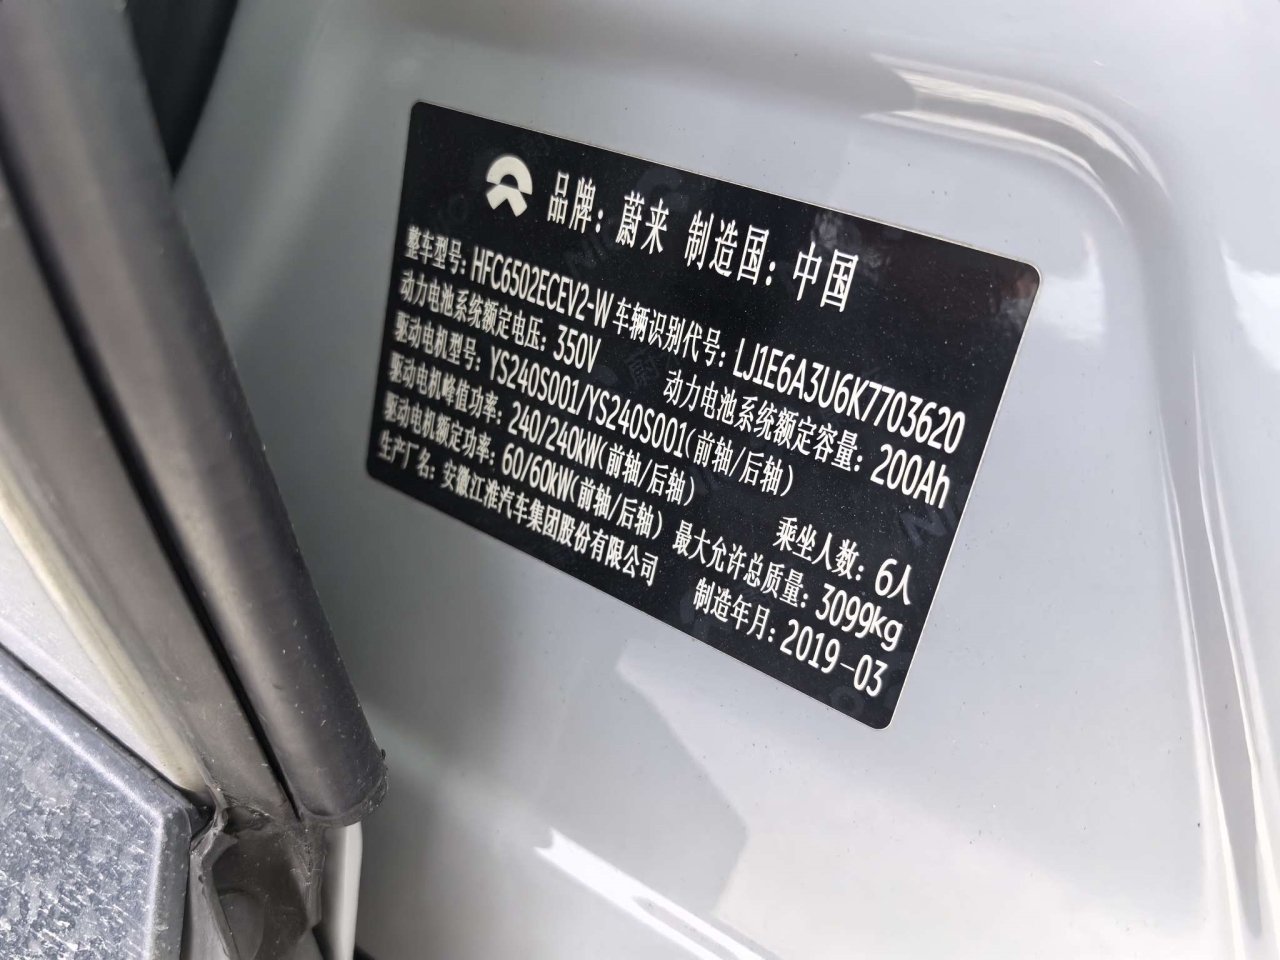 品牌：蔚来 制造国：中国
整车型号：HFC6502ECEV2-W 车辆识别代号：LJ1E6A3U6K7703620
动力电池系统额定电压：350V 动力电池系统额定容量：200Ah
驱动电机型号：YS240S001/YS240S001(前轴/后轴)
驱动电机峰值功率：240/240kW(前轴/后轴) 乘坐人数：6人
驱动电机额定功率：60/60kW(前轴/后轴) 最大允许总质量：3099kg
生产厂名：安徽江淮汽车集团股份有限公司 制造年月：2019-03